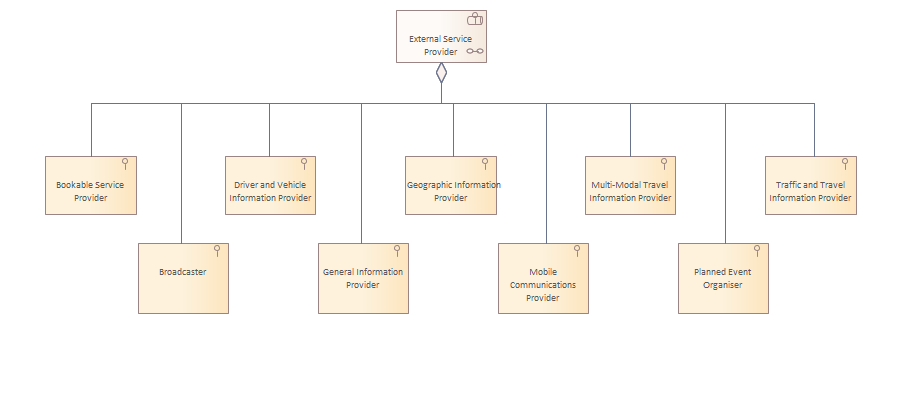 External Service
Provider
Bookable Service
Provider
Driver and Vehicle
Information Provider
Geographic Information
Provider
Multi-Modal Travel
Information Provider
Traffic and Travel
Information Provider
Broadcaster
General Information
Provider
Mobile
Communications
Provider
Planned Event
Organiser